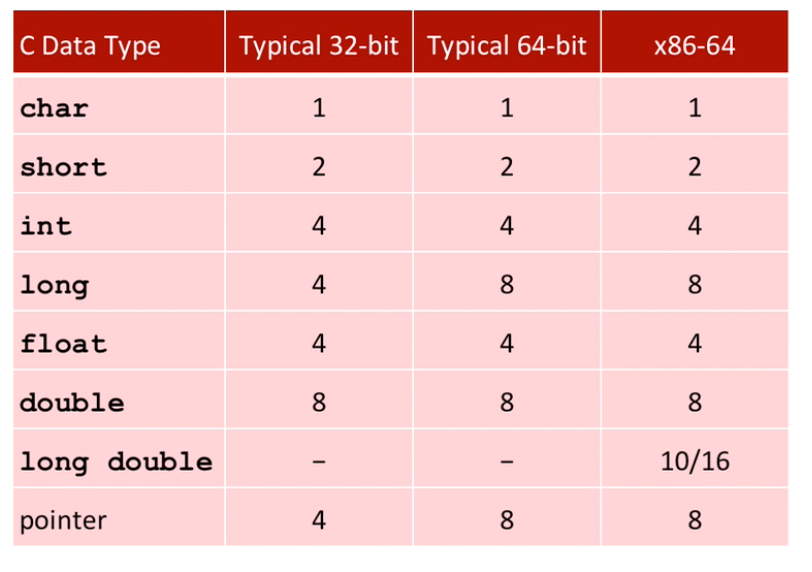 C Data Type Typical 32-bit Typical 64-bit x86-64
char 1 1 1
short 2 2 2
int 4 4 4
long 4 8 8
float 4 4 4
double 8 8 8
long double – – 10/16
pointer 4 8 8